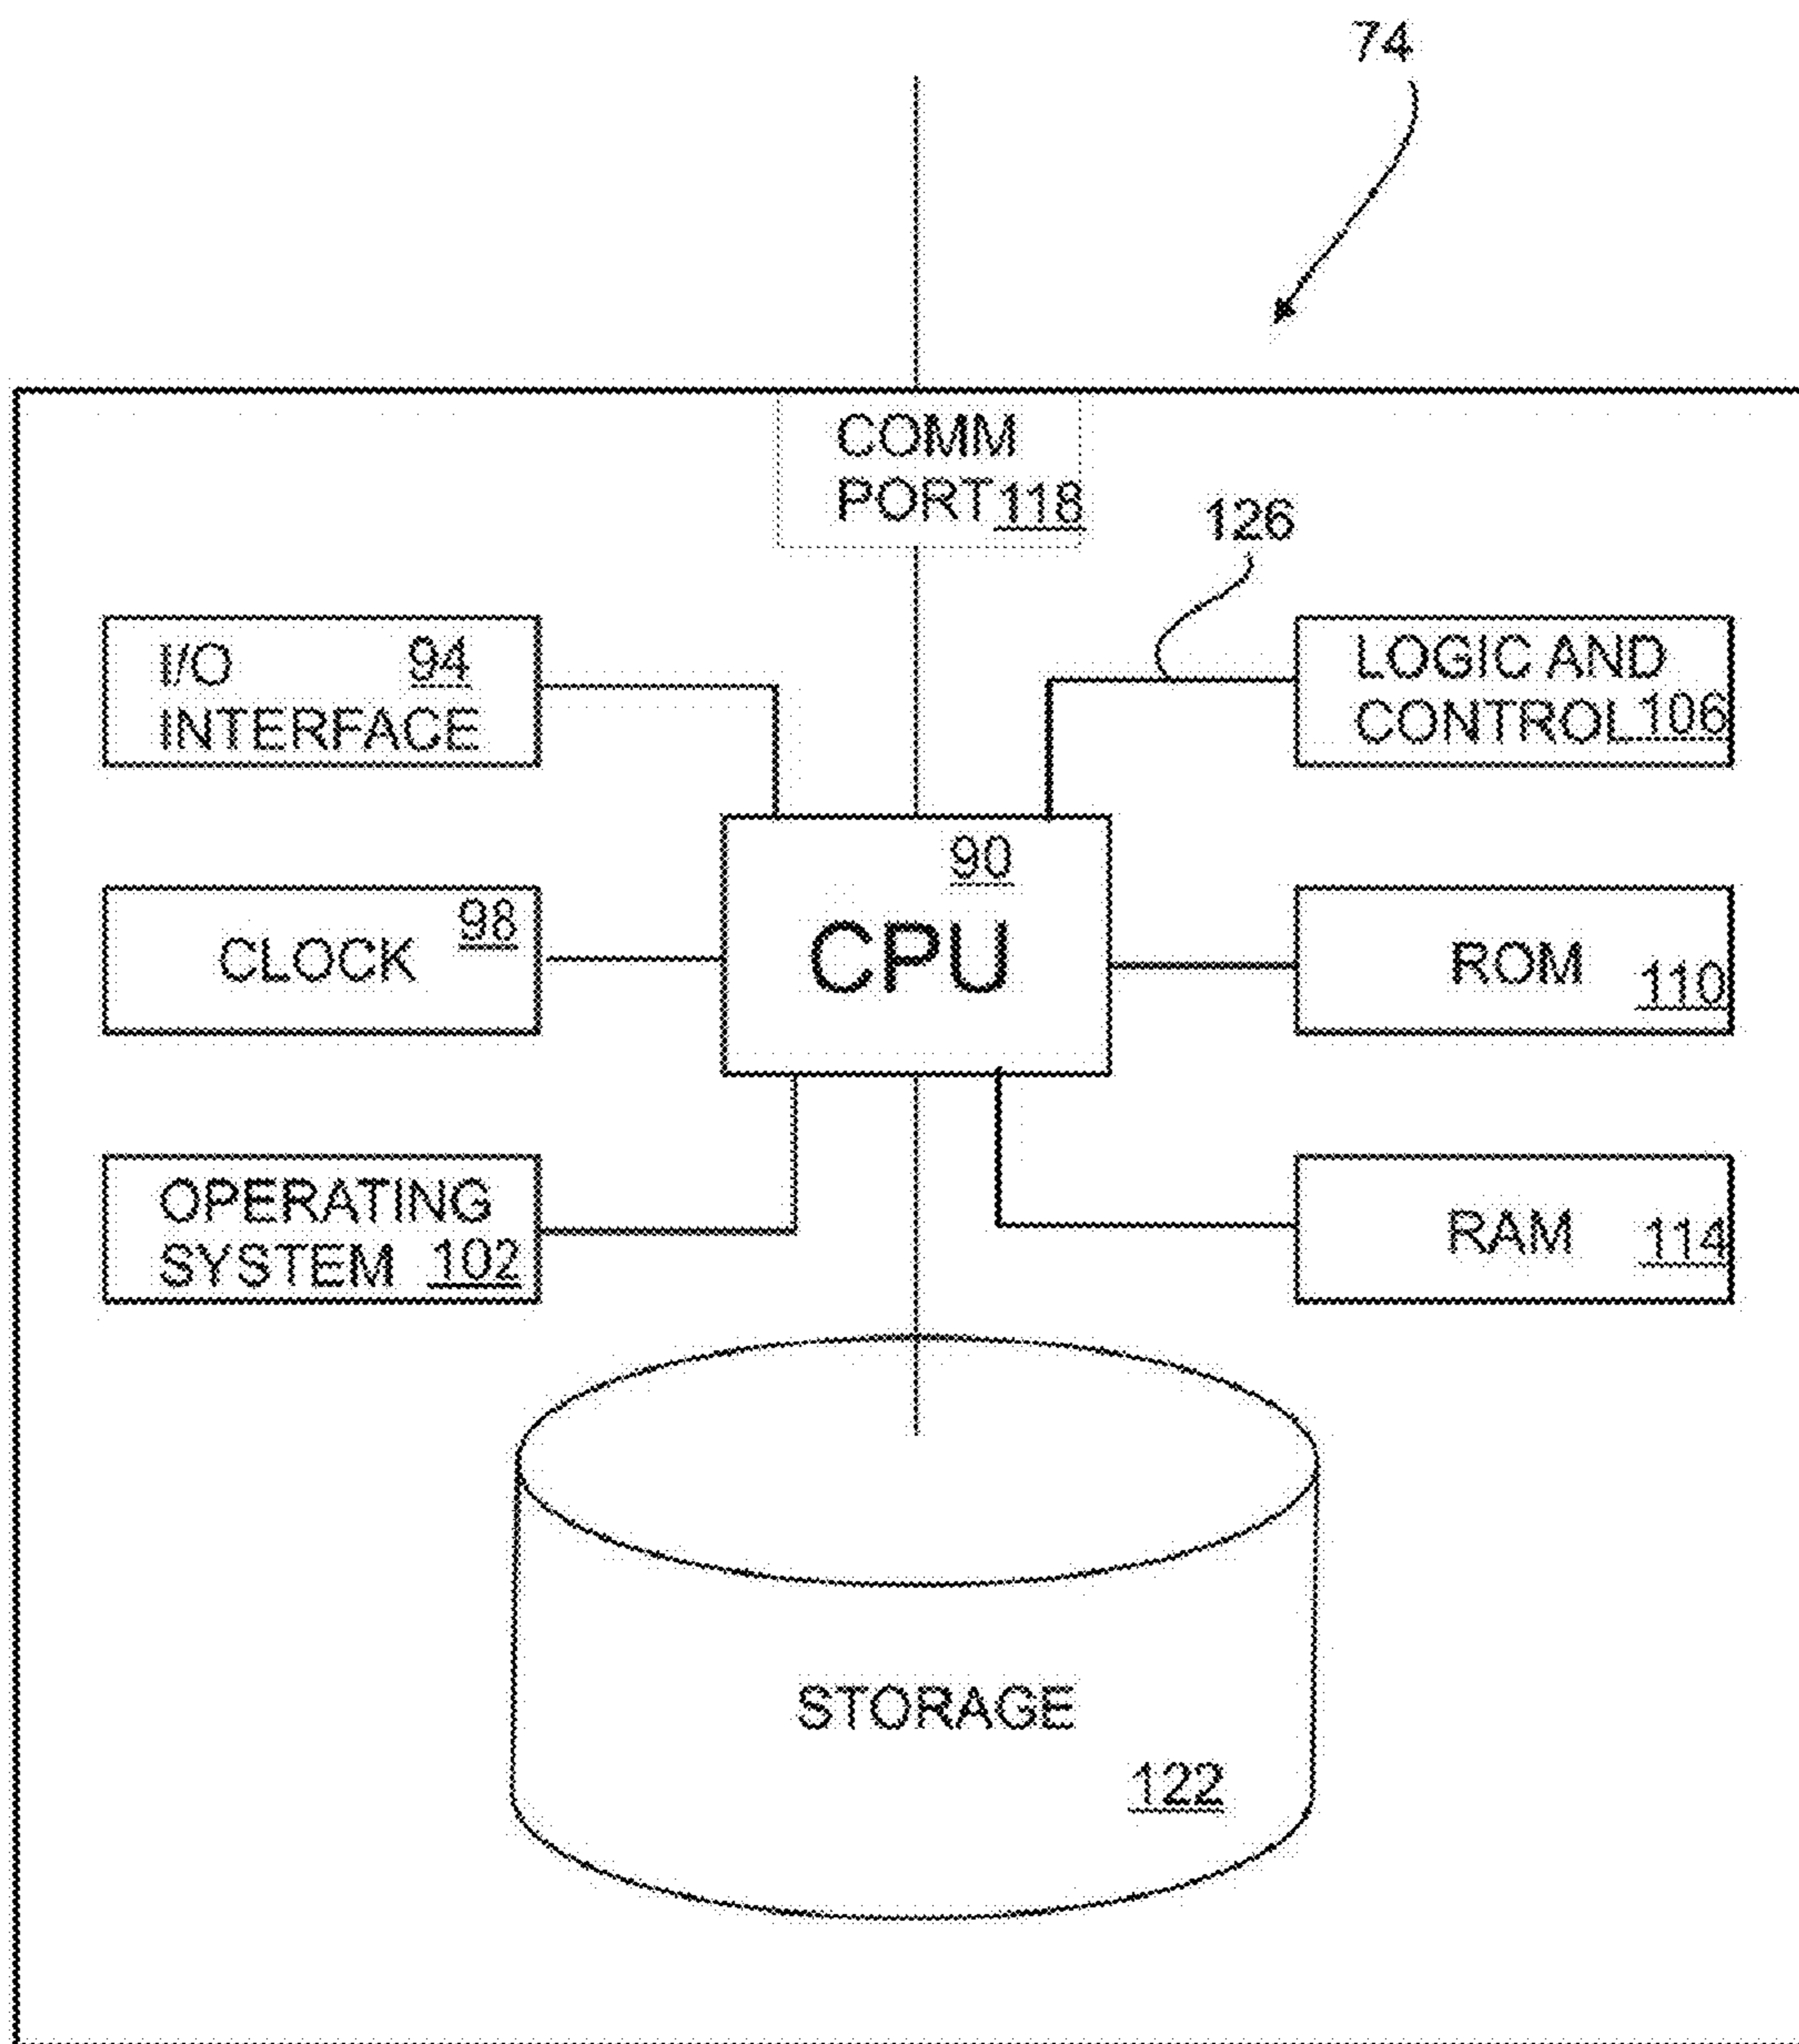 74
COMM
PORT 118
126
I/O 94
INTERFACE
LOGIC AND
CONTROL 106
90
CPU
CLOCK 98
ROM 110
OPERATING
SYSTEM 102
RAM 114
STORAGE
122